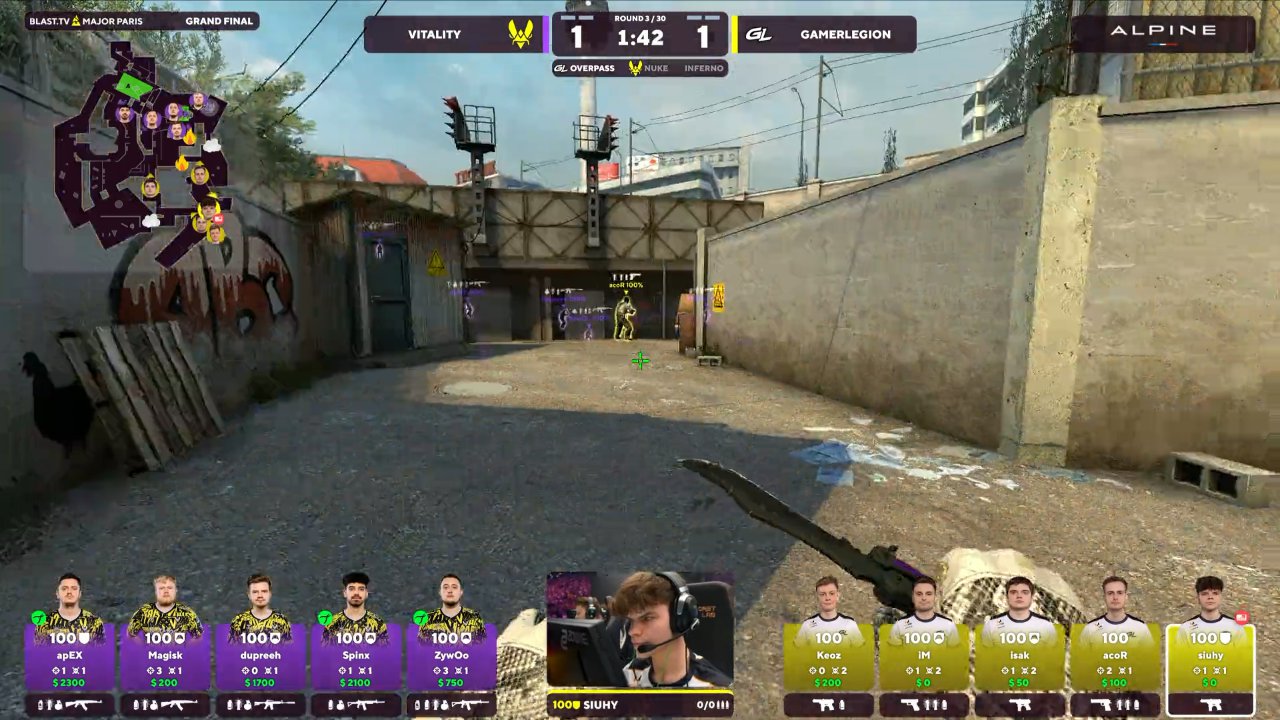 BLAST.TV MAJOR PARIS GRAND FINAL
VITALITY
1
ROUND 3 / 30
1:42
1
GL GAMERLEGION
ALPINE
GL OVERPASS NUKE INFERNO
A
acoR 100%
100 100 100 100 100
apEX Magisk dupreeh Spinx ZywOo
1 1 3 1 0 1 1 1 3 1
$2300 $200 $1700 $2100 $750
100 SIUHY 0/0
100 100 100 100 100
Keoz iM isak acoR siuhy
0 2 1 2 1 2 2 1 1 1
$200 $0 $50 $100 $0